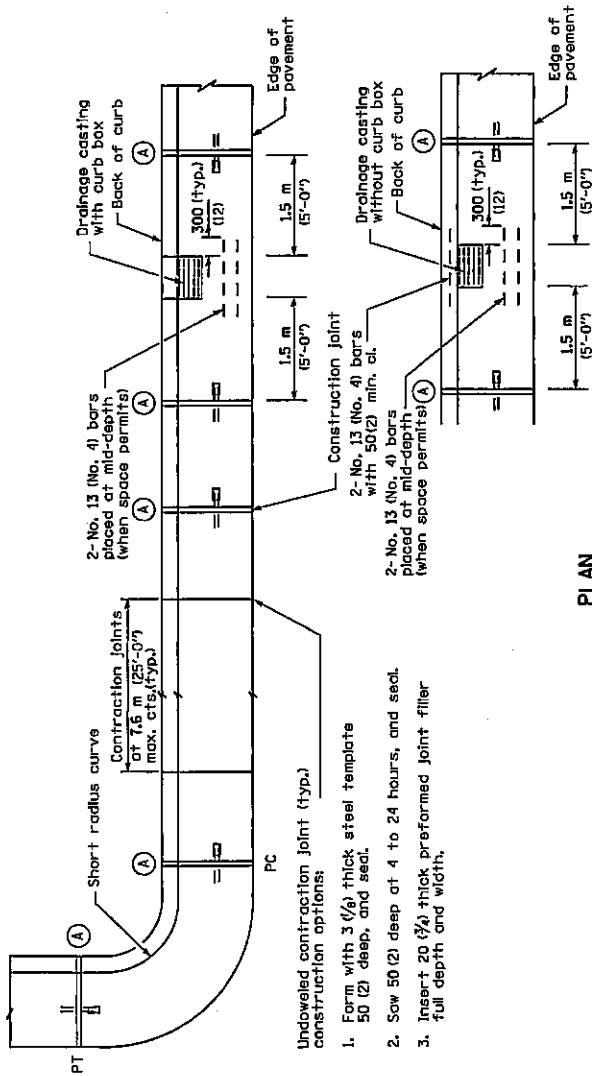 PT
A
Short radius curve
Contraction joints
at 7.6 m (25'-0")
max. cts.(typ.)
A
PC
2- No. 13 (No. 4) bars
placed at mid-depth
(when space permits)
A
A
Drainage casting
with curb box
Back of curb
300 (typ.)
(12)
A
Edge of
pavement
1.5 m
(5'-0")
1.5 m
(5'-0")
Construction joint
Undoweled contraction joint (typ.)
construction options:
1. Form with 3 (1/8) thick steel template
50 (2) deep, and seal.
2. Saw 50 (2) deep at 4 to 24 hours, and seal.
3. Insert 20 (3/4) thick preformed joint filler
full depth and width.
2- No. 13 (No. 4) bars
with 50 (2) min. cl.
2- No. 13 (No. 4) bars
placed at mid-depth
(when space permits)
A
Drainage casting
without curb box
Back of curb
300 (typ.)
(12)
A
Edge of
pavement
1.5 m
(5'-0")
1.5 m
(5'-0")
PLAN